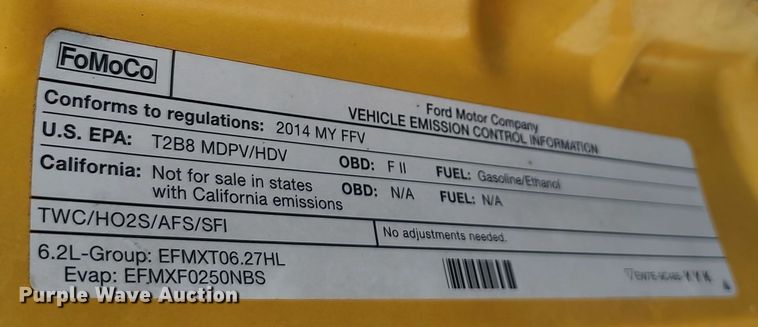 FoMoCo
Ford Motor Company
VEHICLE EMISSION CONTROL INFORMATION
Conforms to regulations: 2014 MY FFV
U.S. EPA: T2B8 MDPV/HDV OBD: F II FUEL: Gasoline/Ethanol
California: Not for sale in states with California emissions OBD: N/A FUEL: N/A
TWC/HO2S/AFS/SFI
No adjustments needed.
6.2L-Group: EFMXT06.27HL
Evap: EFMXF0250NBS
Purple Wave Auction